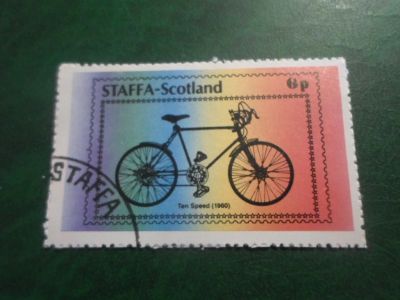 STAFFA-Scotland 6p
Ten Speed (1960)
STAFFA